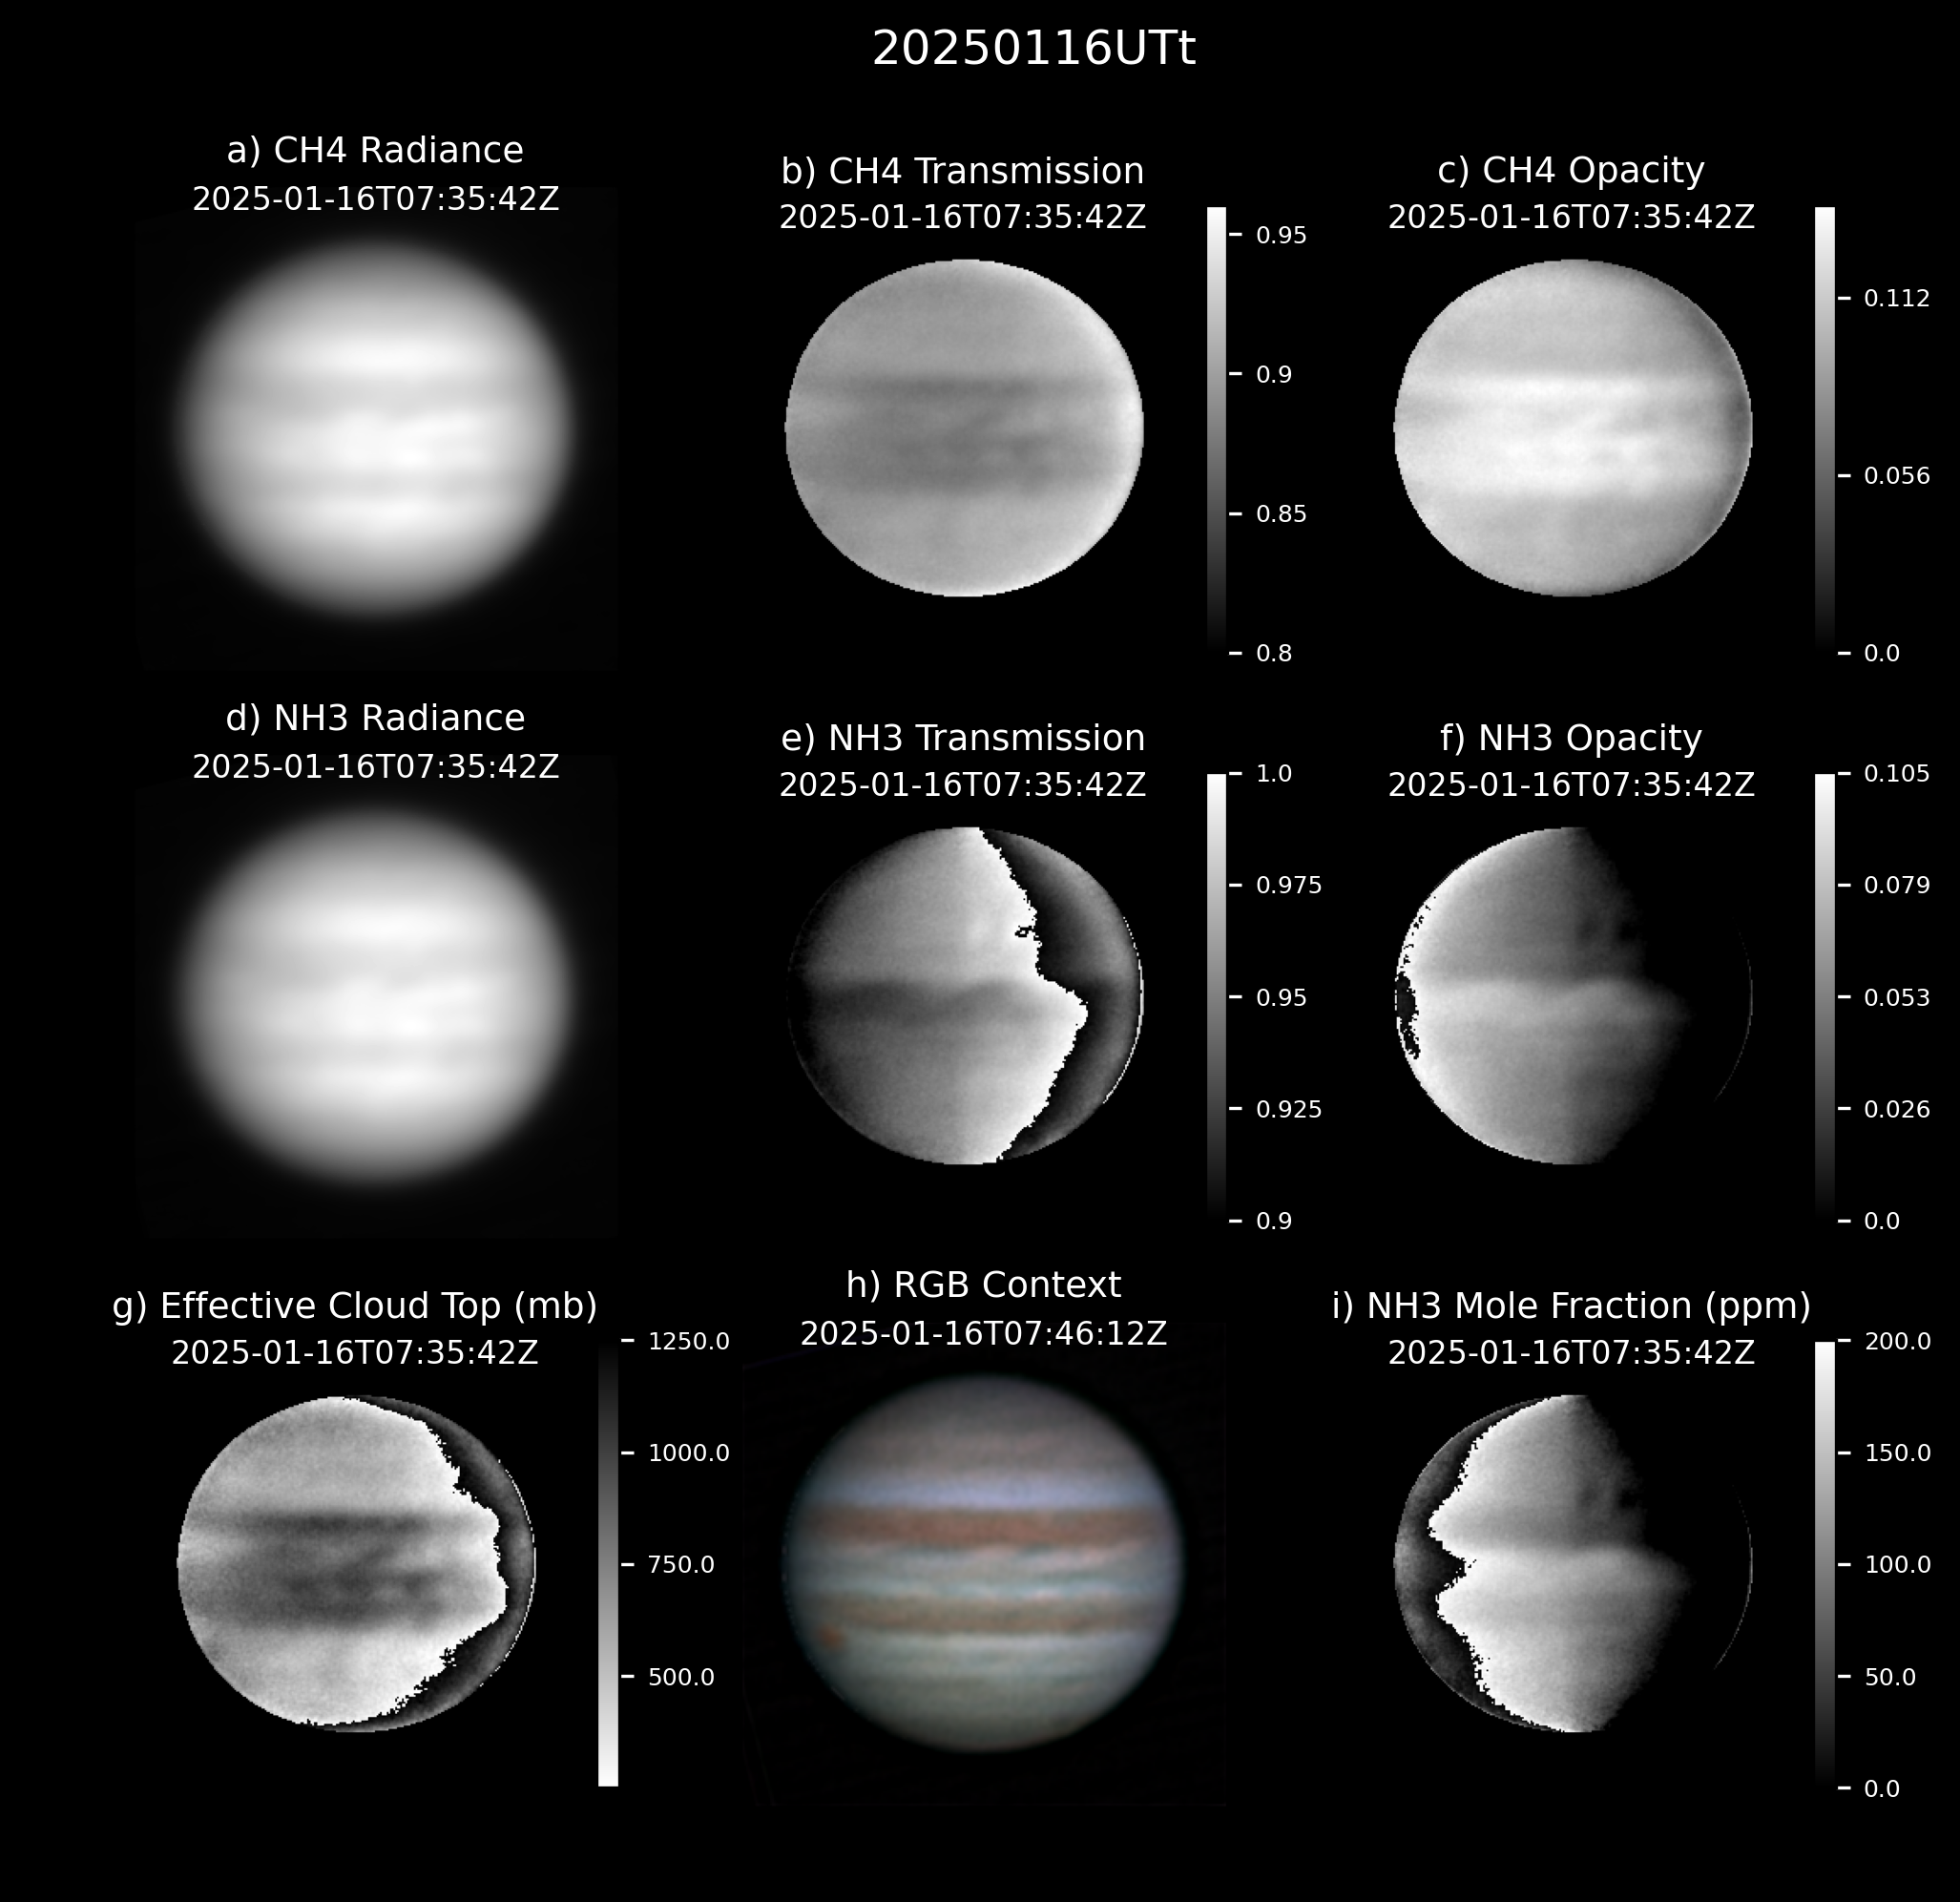 20250116UTt
a) CH4 Radiance
2025-01-16T07:35:42Z
b) CH4 Transmission
2025-01-16T07:35:42Z
0.95
0.9
0.85
0.8
c) CH4 Opacity
2025-01-16T07:35:42Z
0.112
0.056
0.0
d) NH3 Radiance
2025-01-16T07:35:42Z
e) NH3 Transmission
2025-01-16T07:35:42Z
1.0
0.975
0.95
0.925
0.9
f) NH3 Opacity
2025-01-16T07:35:42Z
0.105
0.079
0.053
0.026
0.0
g) Effective Cloud Top (mb)
2025-01-16T07:35:42Z
1250.0
1000.0
750.0
500.0
h) RGB Context
2025-01-16T07:46:12Z
i) NH3 Mole Fraction (ppm)
2025-01-16T07:35:42Z
200.0
150.0
100.0
50.0
0.0